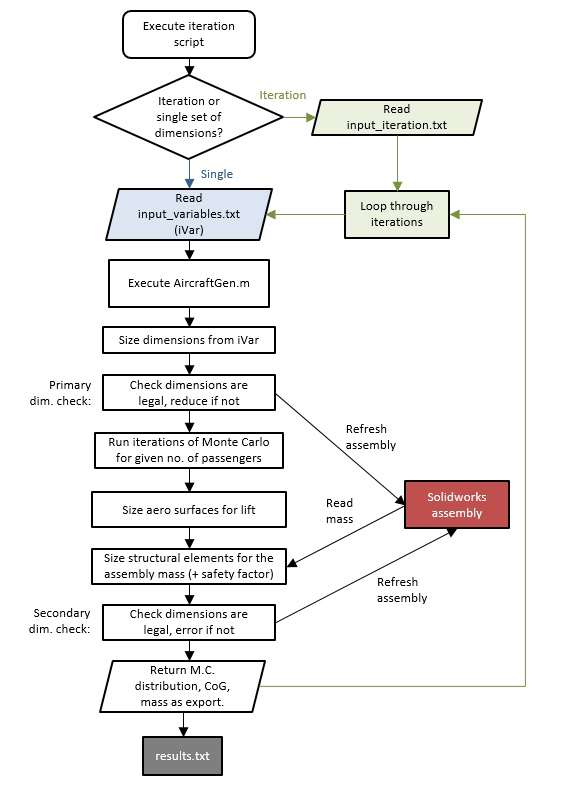 Execute iteration
script
Iteration or
single set of
dimensions?
Iteration
Read
input_iteration.txt
Single
Read
input_variables.txt
(iVar)
Loop through
iterations
Execute AircraftGen.m
Size dimensions from iVar
Primary
dim. check:
Check dimensions are
legal, reduce if not
Refresh
assembly
Run iterations of Monte Carlo
for given no. of passengers
Solidworks
assembly
Read
mass
Size aero surfaces for lift
Size structural elements for the
assembly mass (+ safety factor)
Refresh
assembly
Secondary
dim. check:
Check dimensions are
legal, error if not
Return M.C.
distribution, CoG,
mass as export.
results.txt